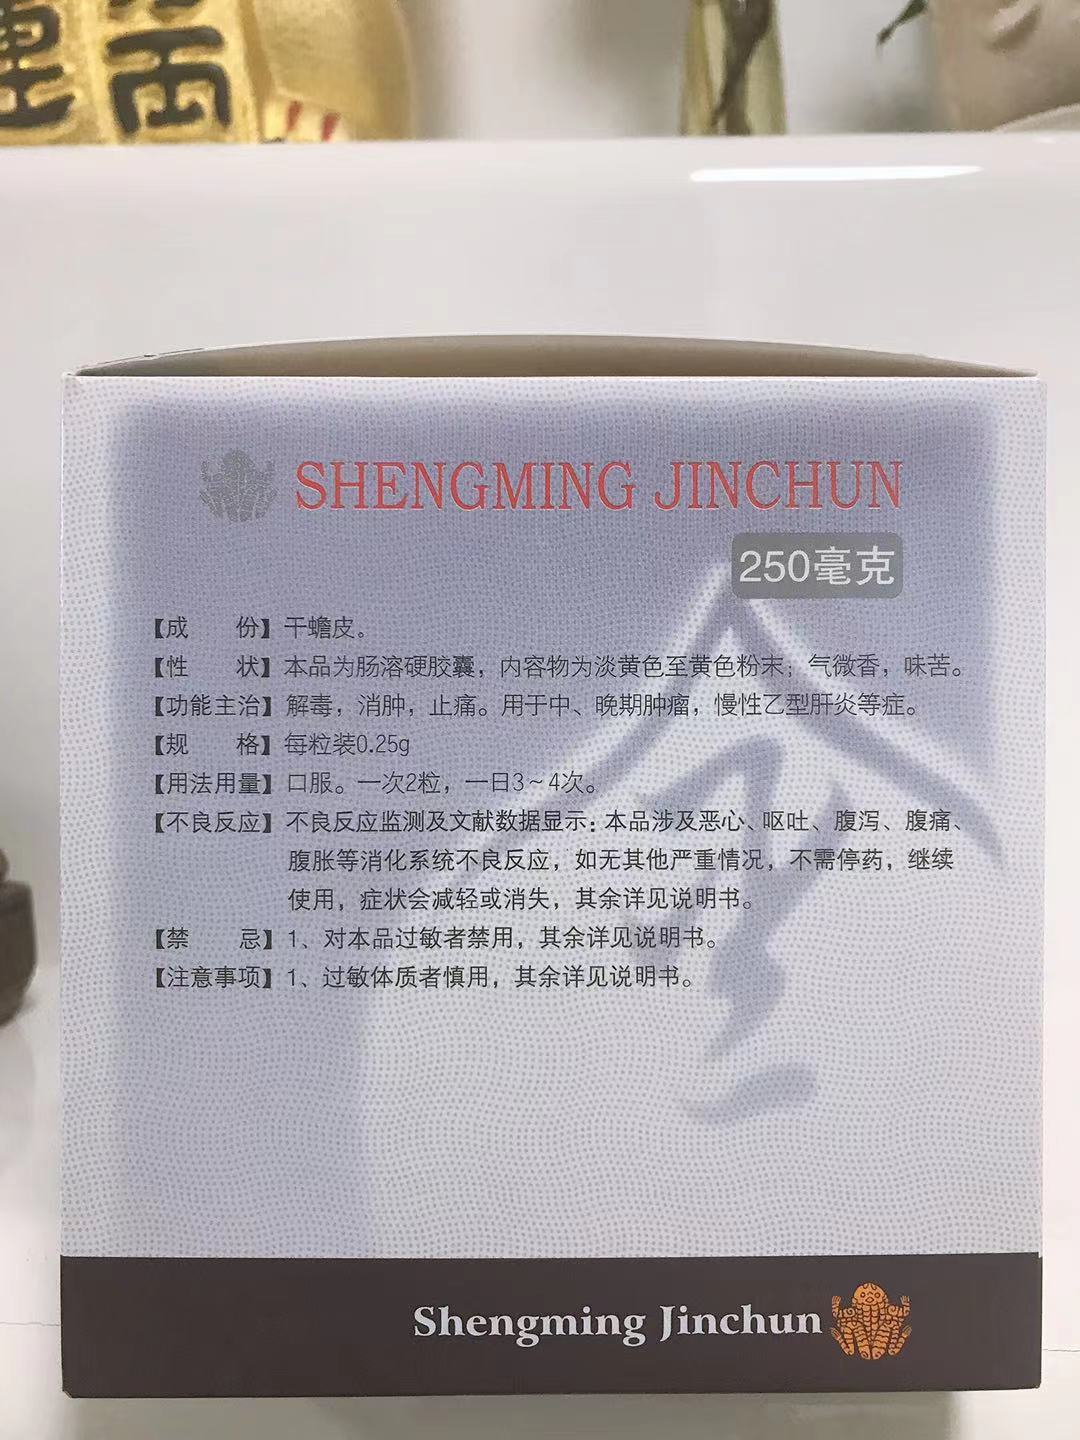 SHENGMING JINCHUN
250毫克
【成　份】干蟾皮。
【性　状】本品为肠溶硬胶囊，内容物为淡黄色至黄色粉末；气微香，味苦。
【功能主治】解毒，消肿，止痛。用于中、晚期肿瘤，慢性乙型肝炎等症。
【规　格】每粒装0.25g
【用法用量】口服。一次2粒，一日3～4次。
【不良反应】不良反应监测及文献数据显示：本品涉及恶心、呕吐、腹泻、腹痛、
腹胀等消化系统不良反应，如无其他严重情况，不需停药，继续
使用，症状会减轻或消失，其余详见说明书。
【禁　忌】1、对本品过敏者禁用，其余详见说明书。
【注意事项】1、过敏体质者慎用，其余详见说明书。
Shengming Jinchun